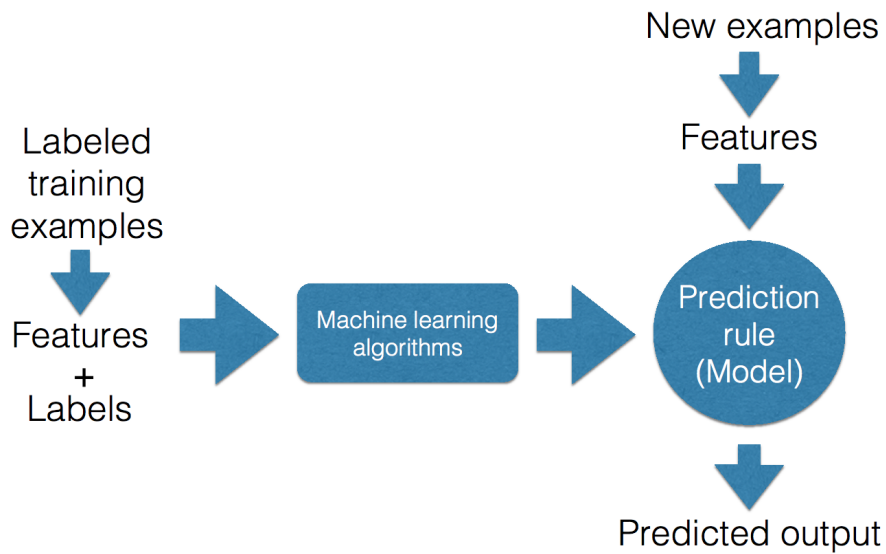 Labeled
training
examples
Features
+
Labels
Machine learning
algorithms
New examples
Features
Prediction
rule
(Model)
Predicted output